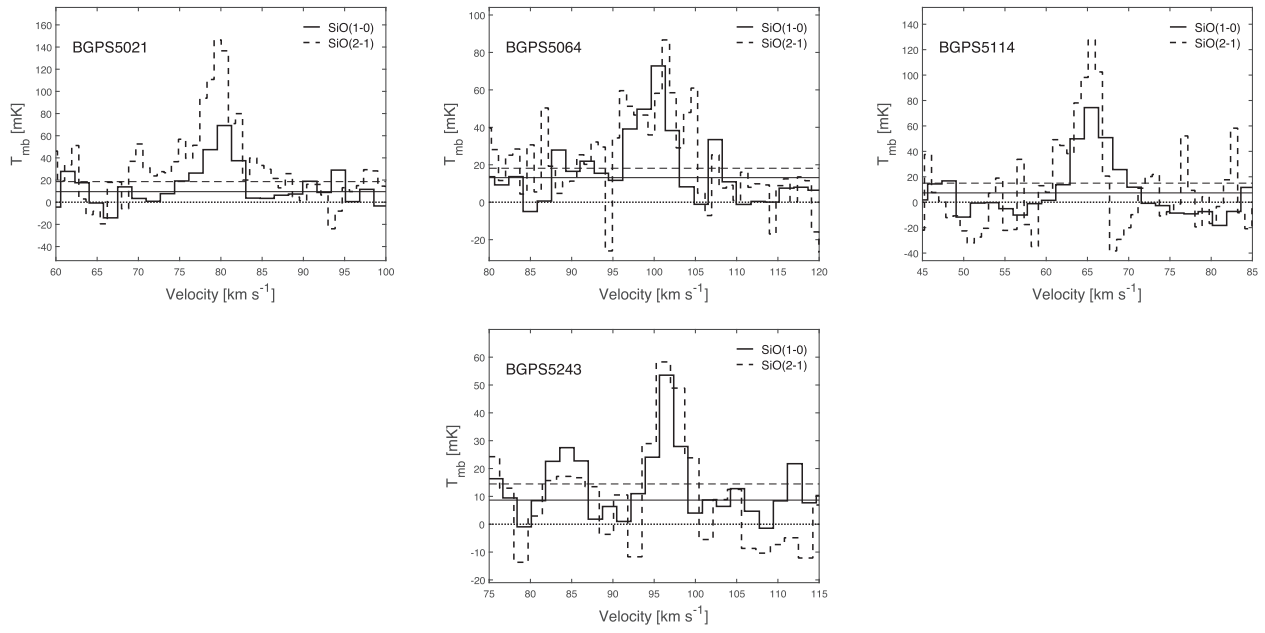 BGPS5021
SiO(1-0)
SiO(2-1)
T_mb [mK]
160
140
120
100
80
60
40
20
0
-20
-40
60 65 70 75 80 85 90 95 100
Velocity [km s^-1]
BGPS5064
SiO(1-0)
SiO(2-1)
T_mb [mK]
100
80
60
40
20
0
-20
80 85 90 95 100 105 110 115 120
Velocity [km s^-1]
BGPS5114
SiO(1-0)
SiO(2-1)
T_mb [mK]
140
120
100
80
60
40
20
0
-20
-40
45 50 55 60 65 70 75 80 85
Velocity [km s^-1]
BGPS5243
SiO(1-0)
SiO(2-1)
T_mb [mK]
60
50
40
30
20
10
0
-10
-20
75 80 85 90 95 100 105 110 115
Velocity [km s^-1]